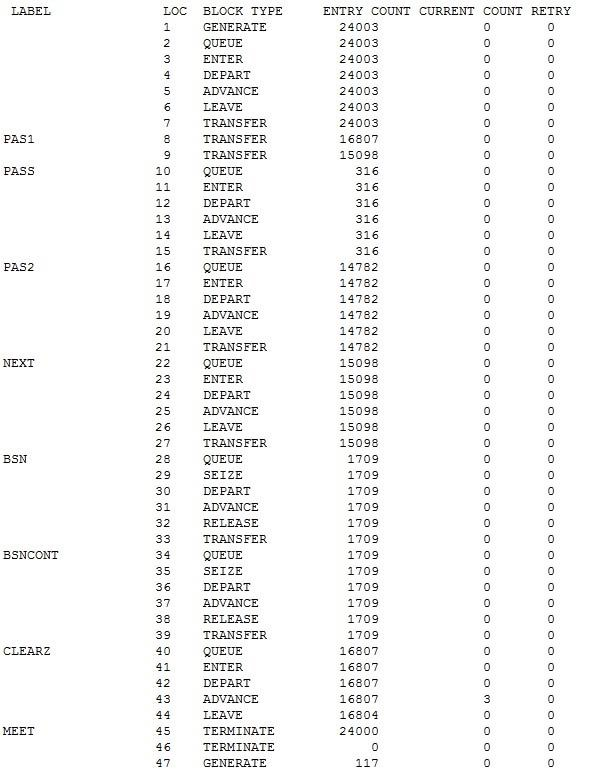 LABEL LOC BLOCK TYPE ENTRY COUNT CURRENT COUNT RETRY
1 GENERATE 24003 0 0
2 QUEUE 24003 0 0
3 ENTER 24003 0 0
4 DEPART 24003 0 0
5 ADVANCE 24003 0 0
6 LEAVE 24003 0 0
7 TRANSFER 24003 0 0
PAS1 8 TRANSFER 16807 0 0
9 TRANSFER 15098 0 0
PASS 10 QUEUE 316 0 0
11 ENTER 316 0 0
12 DEPART 316 0 0
13 ADVANCE 316 0 0
14 LEAVE 316 0 0
15 TRANSFER 316 0 0
PAS2 16 QUEUE 14782 0 0
17 ENTER 14782 0 0
18 DEPART 14782 0 0
19 ADVANCE 14782 0 0
20 LEAVE 14782 0 0
21 TRANSFER 14782 0 0
NEXT 22 QUEUE 15098 0 0
23 ENTER 15098 0 0
24 DEPART 15098 0 0
25 ADVANCE 15098 0 0
26 LEAVE 15098 0 0
27 TRANSFER 15098 0 0
BSN 28 QUEUE 1709 0 0
29 SEIZE 1709 0 0
30 DEPART 1709 0 0
31 ADVANCE 1709 0 0
32 RELEASE 1709 0 0
33 TRANSFER 1709 0 0
BSNCONT 34 QUEUE 1709 0 0
35 SEIZE 1709 0 0
36 DEPART 1709 0 0
37 ADVANCE 1709 0 0
38 RELEASE 1709 0 0
39 TRANSFER 1709 0 0
CLEARZ 40 QUEUE 16807 0 0
41 ENTER 16807 0 0
42 DEPART 16807 0 0
43 ADVANCE 16807 3 0
44 LEAVE 16804 0 0
MEET 45 TERMINATE 24000 0 0
46 TERMINATE 0 0 0
47 GENERATE 117 0 0